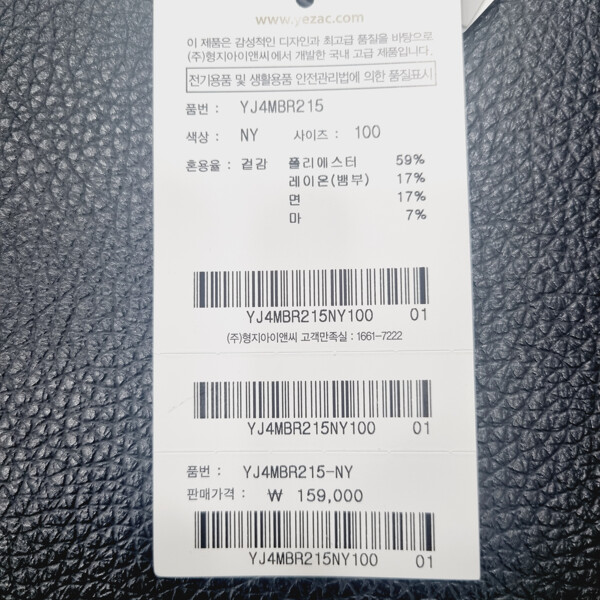 www.yezac.com
이 제품은 감성적인 디자인과 최고급 품질을 바탕으로
(주)형지아이앤씨에서 개발한 국내 고급 제품입니다.
전기용품 및 생활용품 안전관리법에 의한 품질표시
품번 : YJ4MBR215
색상 : NY 사이즈 : 100
혼용율 : 겉감 폴리에스터 59%
레이온(뱀부) 17%
면 17%
마 7%
YJ4MBR215NY100 01
(주)형지아이앤씨 고객만족실 : 1661-7222
YJ4MBR215NY100 01
품번 : YJ4MBR215-NY
판매가격 : ₩ 159,000
YJ4MBR215NY100 01